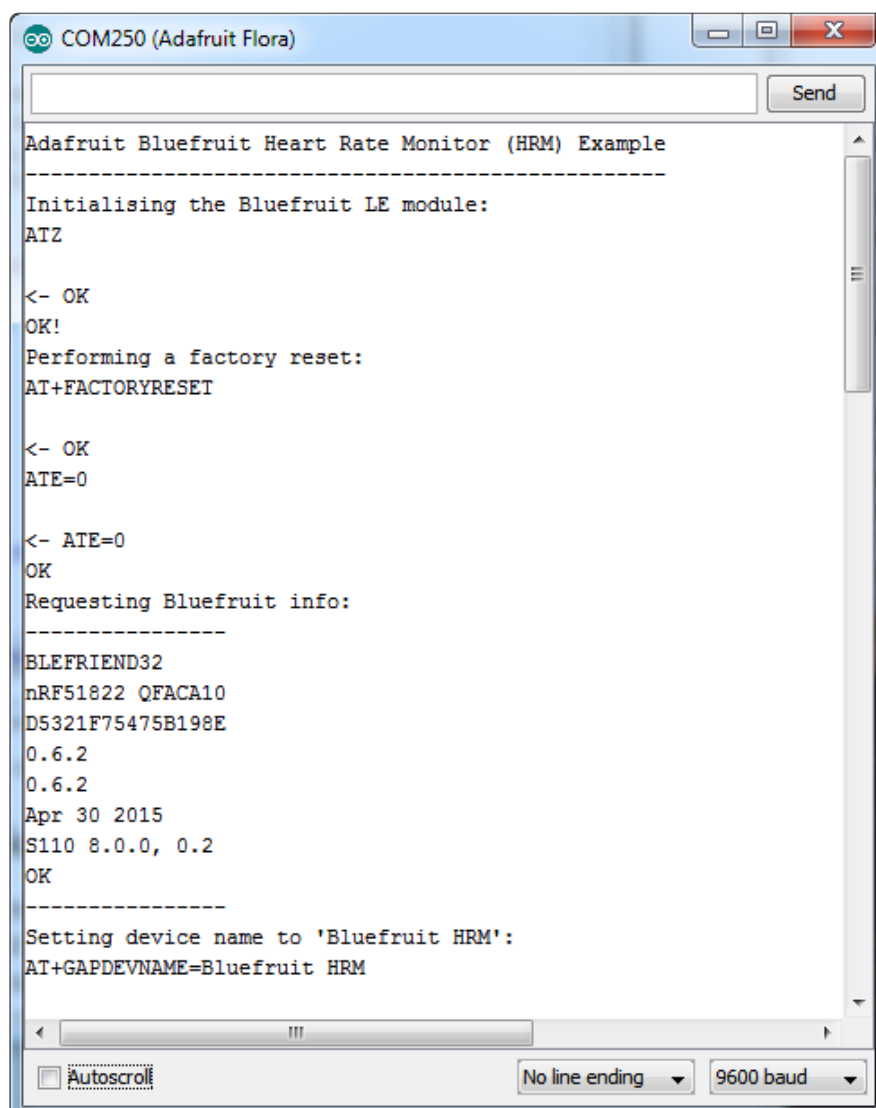 COM250 (Adafruit Flora)
Send
Adafruit Bluefruit Heart Rate Monitor (HRM) Example
---------------------------------------------------
Initialising the Bluefruit LE module:
ATZ
<- OK
OK!
Performing a factory reset:
AT+FACTORYRESET
<- OK
ATE=0
<- ATE=0
OK
Requesting Bluefruit info:
----------------
BLEFRIEND32
nRF51822 QFACA10
D5321F75475B198E
0.6.2
0.6.2
Apr 30 2015
S110 8.0.0, 0.2
OK
----------------
Setting device name to 'Bluefruit HRM':
AT+GAPDEVNAME=Bluefruit HRM
Autoscroll
No line ending
9600 baud